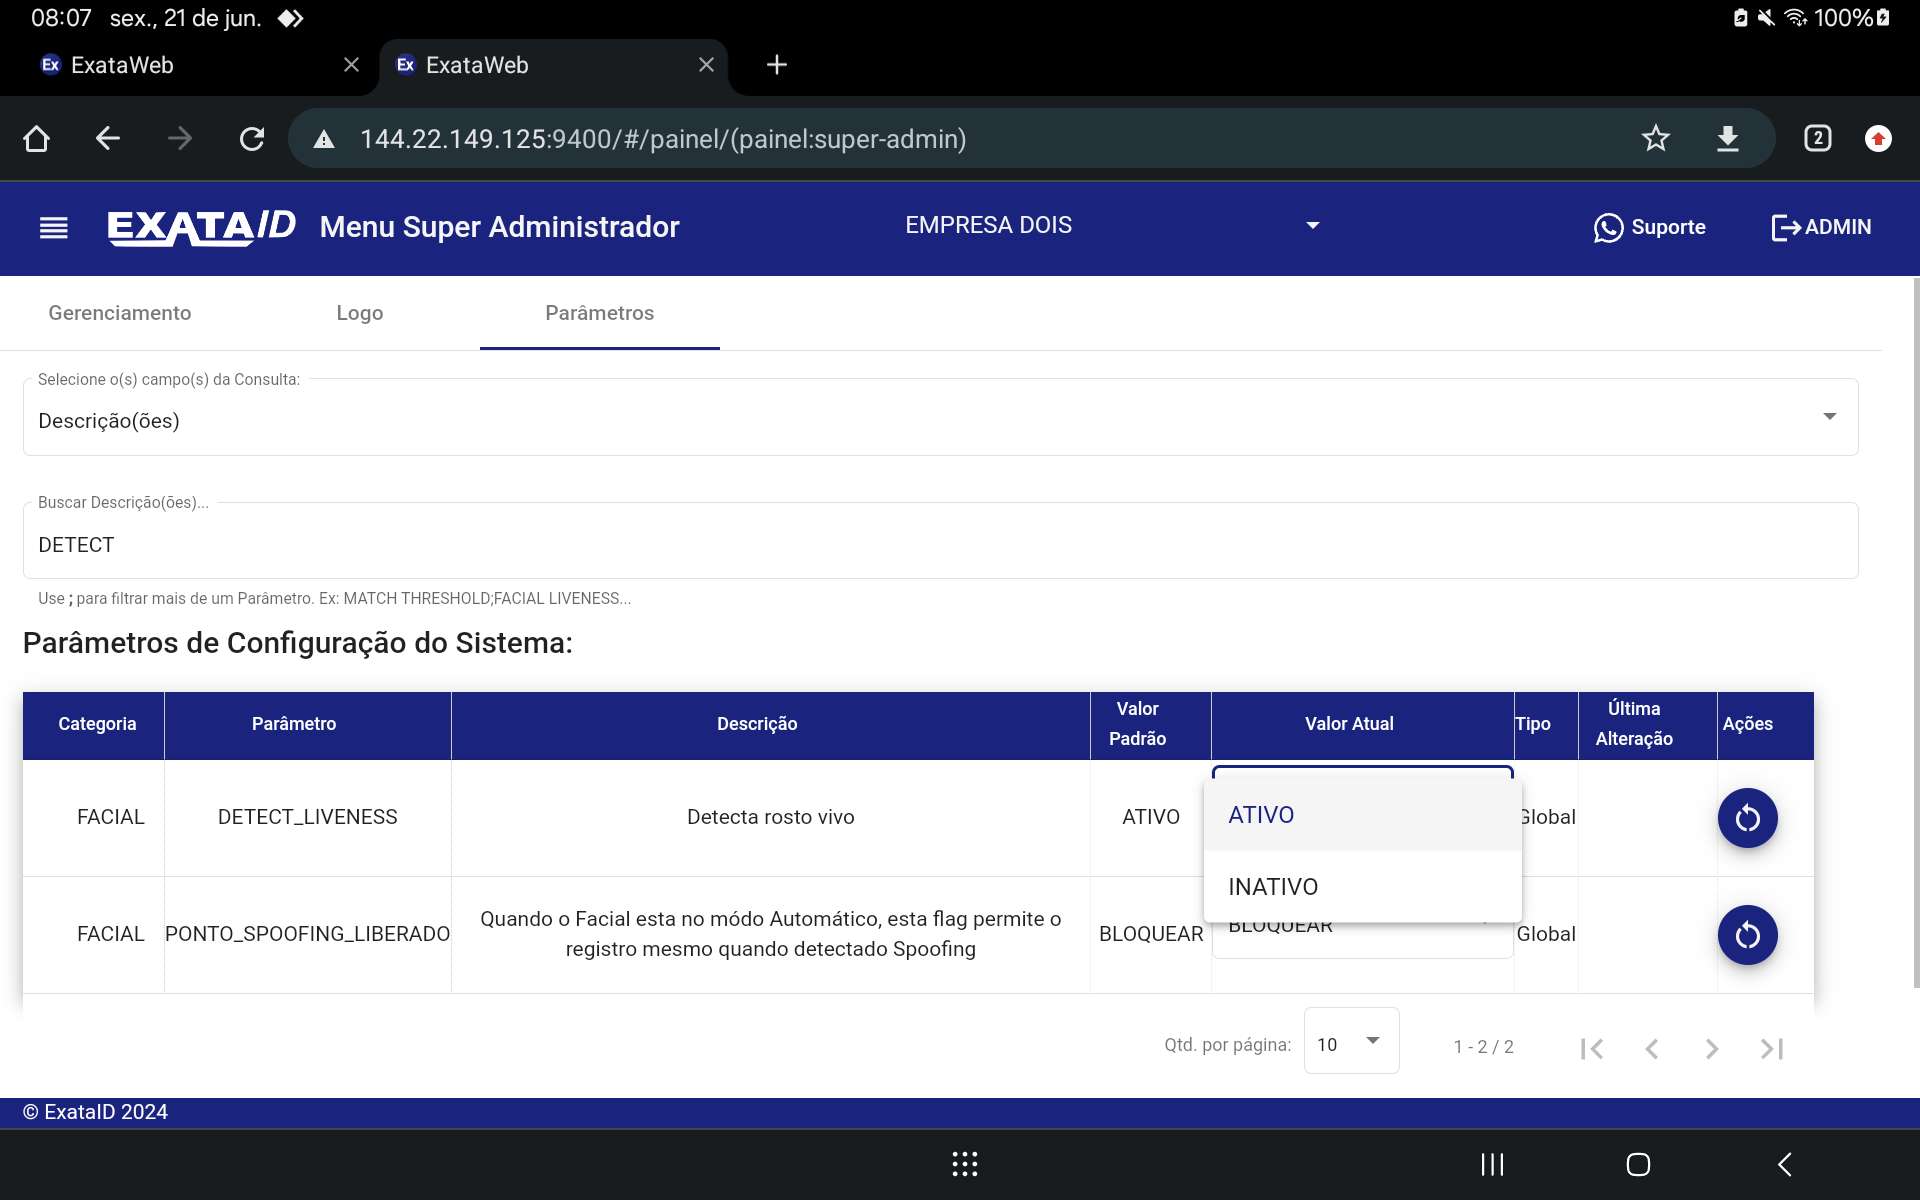 08:07 sex., 21 de jun.
100%
Ex ExataWeb
Ex ExataWeb
144.22.149.125:9400/#/painel/(painel:super-admin)
2
EXATAID Menu Super Administrador EMPRESA DOIS Suporte ADMIN
Gerenciamento Logo Parâmetros
Selecione o(s) campo(s) da Consulta:
Descrição(ões)
Buscar Descrição(ões)...
DETECT
Use ; para filtrar mais de um Parâmetro. Ex: MATCH THRESHOLD;FACIAL LIVENESS...
Parâmetros de Configuração do Sistema:
Categoria Parâmetro Descrição Valor Padrão Valor Atual Tipo Última Alteração Ações
FACIAL DETECT_LIVENESS Detecta rosto vivo ATIVO Global
ATIVO
INATIVO
FACIAL PONTO_SPOOFING_LIBERADO Quando o Facial esta no módo Automático, esta flag permite o
registro mesmo quando detectado Spoofing
BLOQUEAR BLOQUEAR Global
Qtd. por página: 10 1 - 2 / 2
© ExataID 2024